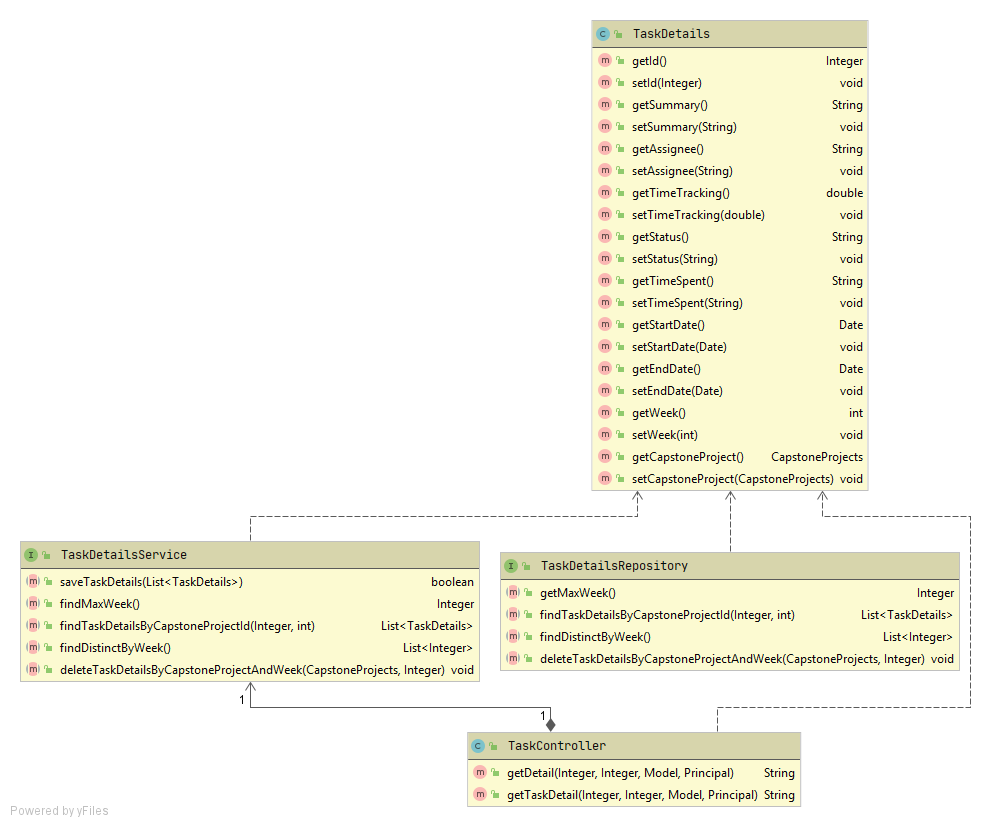 TaskDetails
getId() Integer
setId(Integer) void
getSummary() String
setSummary(String) void
getAssignee() String
setAssignee(String) void
getTimeTracking() double
setTimeTracking(double) void
getStatus() String
setStatus(String) void
getTimeSpent() String
setTimeSpent(String) void
getStartDate() Date
setStartDate(Date) void
getEndDate() Date
setEndDate(Date) void
getWeek() int
setWeek(int) void
getCapstoneProject() CapstoneProjects
setCapstoneProject(CapstoneProjects) void
TaskDetailsService
saveTaskDetails(List<TaskDetails>) boolean
findMaxWeek() Integer
findTaskDetailsByCapstoneProjectId(Integer, int) List<TaskDetails>
findDistinctByWeek() List<Integer>
deleteTaskDetailsByCapstoneProjectAndWeek(CapstoneProjects, Integer) void
TaskDetailsRepository
getMaxWeek() Integer
findTaskDetailsByCapstoneProjectId(Integer, int) List<TaskDetails>
findDistinctByWeek() List<Integer>
deleteTaskDetailsByCapstoneProjectAndWeek(CapstoneProjects, Integer) void
1
1
TaskController
getDetail(Integer, Integer, Model, Principal) String
getTaskDetail(Integer, Integer, Model, Principal) String
Powered by yFiles